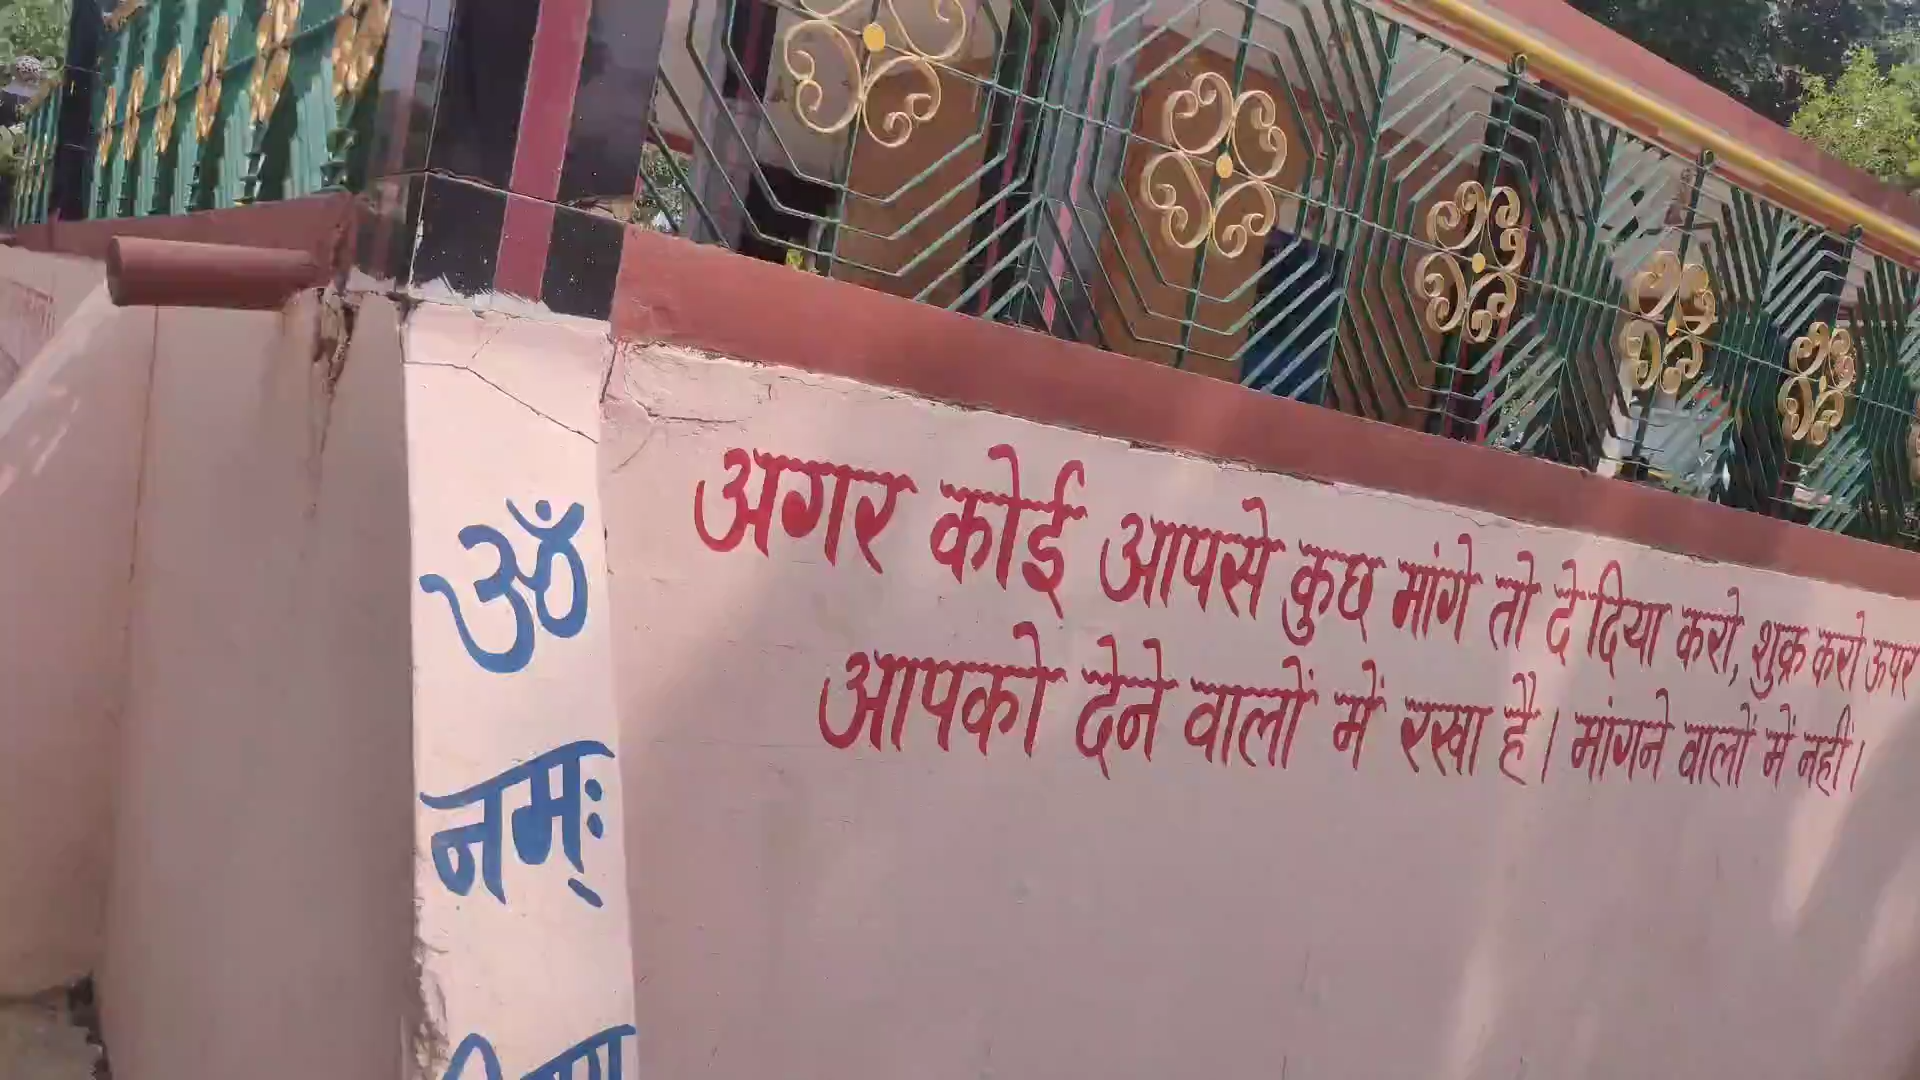 ॐ
नम्ः
अगर कोई आपसे कुछ मांगे तो दे दिया करो, शुक्र करो ऊपर
आपको देने वालों में रखा है। मांगने वालों में नहीं।